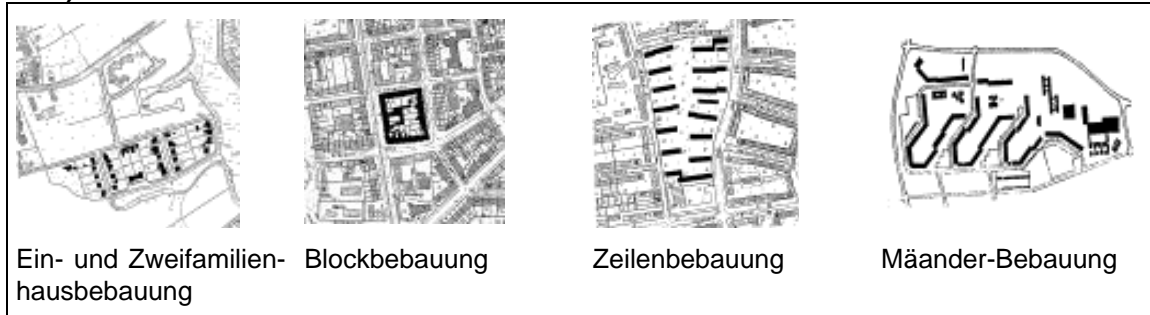 Ein- und Zweifamilien-
hausbebauung
Blockbebauung
Zeilenbebauung
Mäander-Bebauung